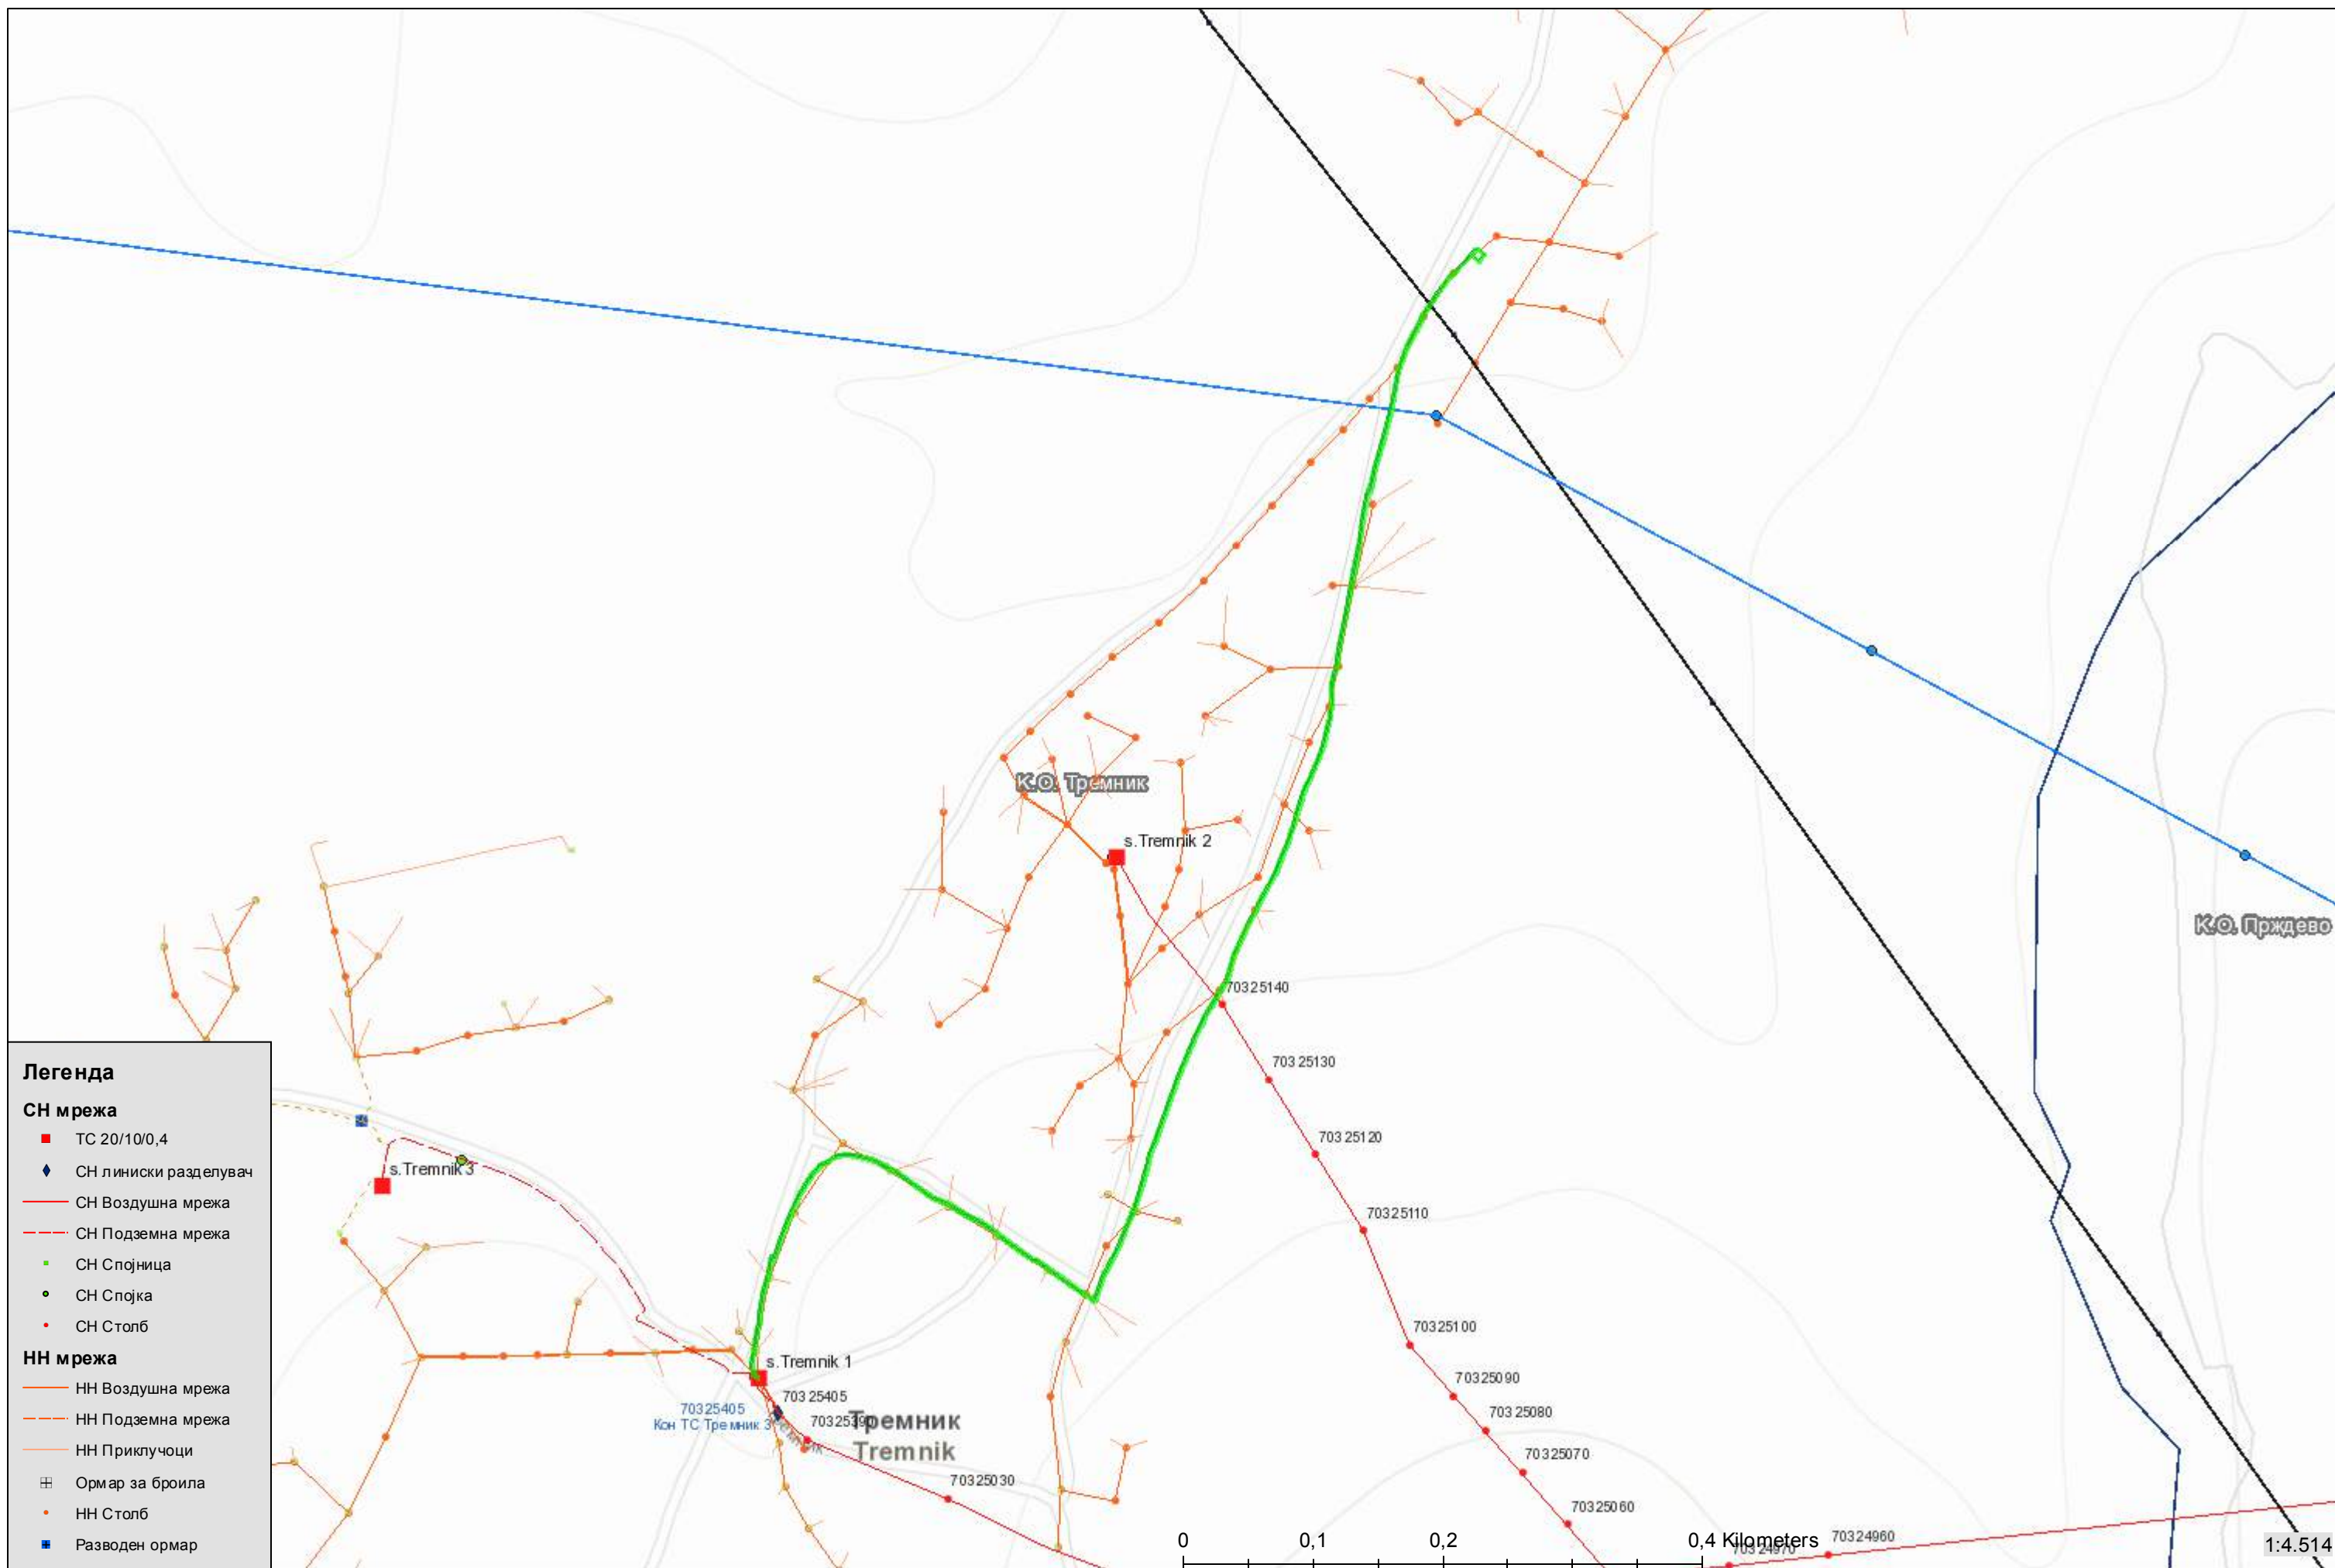 К.О. Тремник
s.Tremnik 2
К.О. Прждево
70325140
70325130
70325120
70325110
70325100
70325090
70325080
70325070
70325060
s.Tremnik 3
s.Tremnik 1
70325405
70325405
Кон ТС Тремник 3
70325390
Тремник
Tremnik
70325030
70324970
70324960
Легенда
СН мрежа
ТС 20/10/0,4
СН линиски разделувач
СН Воздушна мрежа
СН Подземна мрежа
СН Спојница
СН Спојка
СН Столб
НН мрежа
НН Воздушна мрежа
НН Подземна мрежа
НН Приклучоци
Ормар за броила
НН Столб
Разводен ормар
0 0,1 0,2 0,4 Kilometers
1:4.514